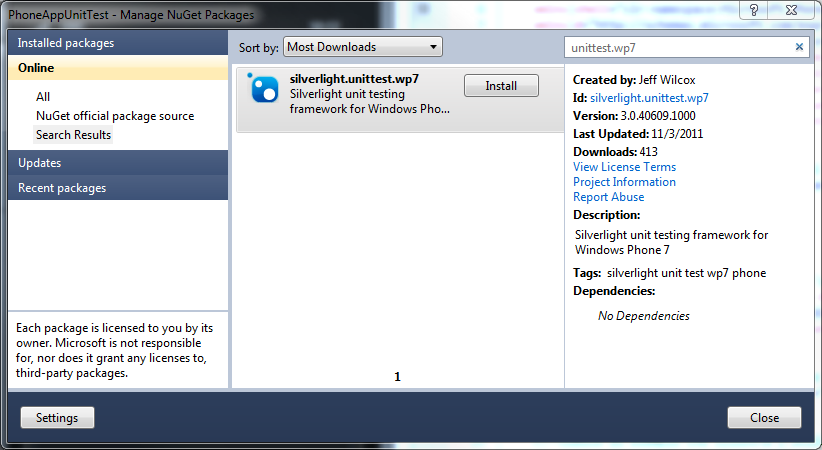 PhoneAppUnitTest - Manage NuGet Packages
Installed packages
Online
All
NuGet official package source
Search Results
Updates
Recent packages
Each package is licensed to you by its
owner. Microsoft is not responsible
for, nor does it grant any licenses to,
third-party packages.
Sort by: Most Downloads
silverlight.unittest.wp7
Silverlight unit testing
framework for Windows Pho...
Install
1
unittest.wp7
Created by: Jeff Wilcox
Id: silverlight.unittest.wp7
Version: 3.0.40609.1000
Last Updated: 11/3/2011
Downloads: 413
View License Terms
Project Information
Report Abuse
Description:
Silverlight unit testing framework for
Windows Phone 7
Tags: silverlight unit test wp7 phone
Dependencies:
No Dependencies
Settings
Close